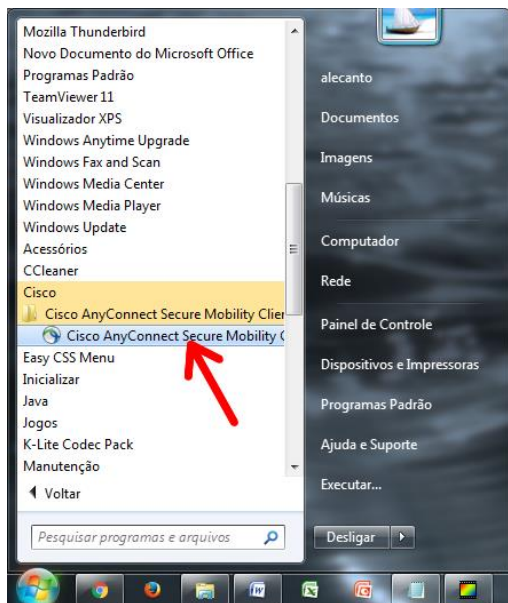 Mozilla Thunderbird
Novo Documento do Microsoft Office
Programas Padrão
TeamViewer 11
Visualizador XPS
Windows Anytime Upgrade
Windows Fax and Scan
Windows Media Center
Windows Media Player
Windows Update
Acessórios
CCleaner
Cisco
Cisco AnyConnect Secure Mobility Clier
Cisco AnyConnect Secure Mobility C
Easy CSS Menu
Inicializar
Java
Jogos
K-Lite Codec Pack
Manutenção
Voltar
Pesquisar programas e arquivos
alecanto
Documentos
Imagens
Músicas
Computador
Rede
Painel de Controle
Dispositivos e Impressoras
Programas Padrão
Ajuda e Suporte
Executar...
Desligar